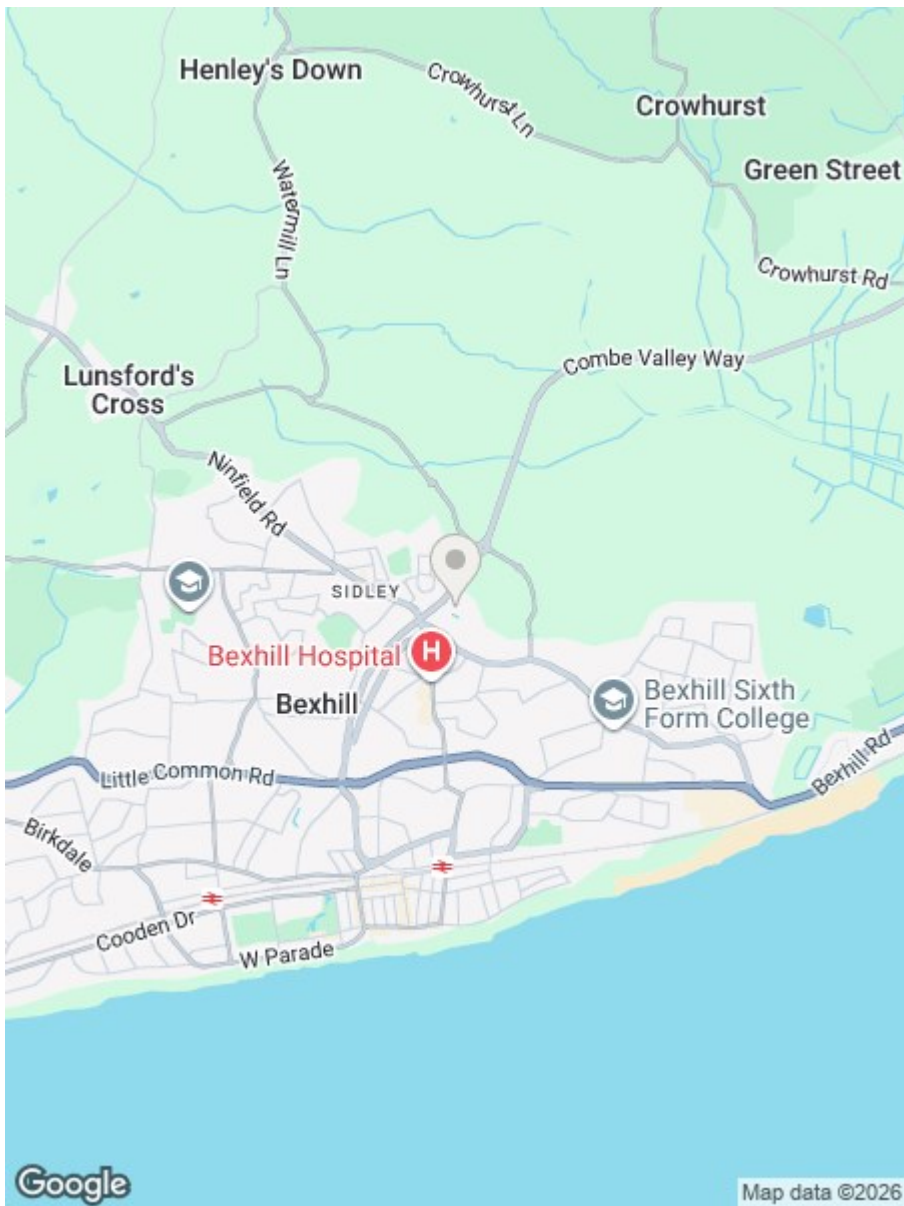 Henley's Down
Crowhurst Ln
Crowhurst
Green Street
Watermill Ln
Crowhurst Rd
Combe Valley Way
Lunsford's
Cross
Ninfield Rd
SIDLEY
H
Bexhill Hospital
Bexhill
Bexhill Sixth
Form College
Little Common Rd
Bexhill Rd
Birkdale
Cooden Dr
W Parade
Google
Map data ©2026